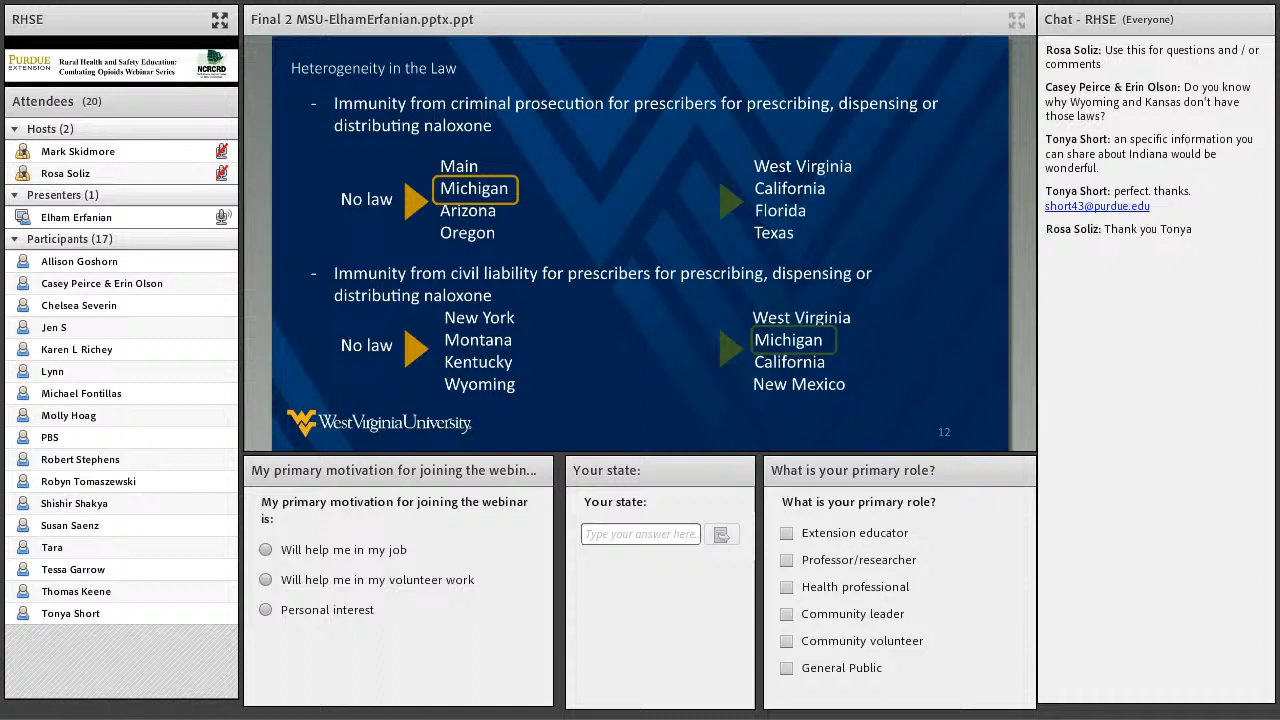 RHSE
PURDUE
EXTENSION
Rural Health and Safety Education:
Combating Opioids Webinar Series
NCRCRD
Attendees (20)
Hosts (2)
Mark Skidmore
Rosa Soliz
Presenters (1)
Elham Erfanian
Participants (17)
Allison Goshorn
Casey Peirce & Erin Olson
Chelsea Severin
Jen S
Karen L Richey
Lynn
Michael Fontillas
Molly Hoag
PBS
Robert Stephens
Robyn Tomaszewski
Shishir Shakya
Susan Saenz
Tara
Tessa Garrow
Thomas Keene
Tonya Short
Final 2 MSU-ElhamErfanian.pptx.ppt
Heterogeneity in the Law
- Immunity from criminal prosecution for prescribers for prescribing, dispensing or
distributing naloxone
No law
Main
Michigan
Arizona
Oregon
West Virginia
California
Florida
Texas
- Immunity from civil liability for prescribers for prescribing, dispensing or
distributing naloxone
No law
New York
Montana
Kentucky
Wyoming
West Virginia
Michigan
California
New Mexico
WestVirginiaUniversity.
12
My primary motivation for joining the webin...
My primary motivation for joining the webinar
is:
Will help me in my job
Will help me in my volunteer work
Personal interest
Your state:
Your state:
Type your answer here..
What is your primary role?
What is your primary role?
Extension educator
Professor/researcher
Health professional
Community leader
Community volunteer
General Public
Chat - RHSE (Everyone)
Rosa Soliz: Use this for questions and / or
comments
Casey Peirce & Erin Olson: Do you know
why Wyoming and Kansas don't have
those laws?
Tonya Short: an specific information you
can share about Indiana would be
wonderful.
Tonya Short: perfect. thanks.
short43@purdue.edu
Rosa Soliz: Thank you Tonya